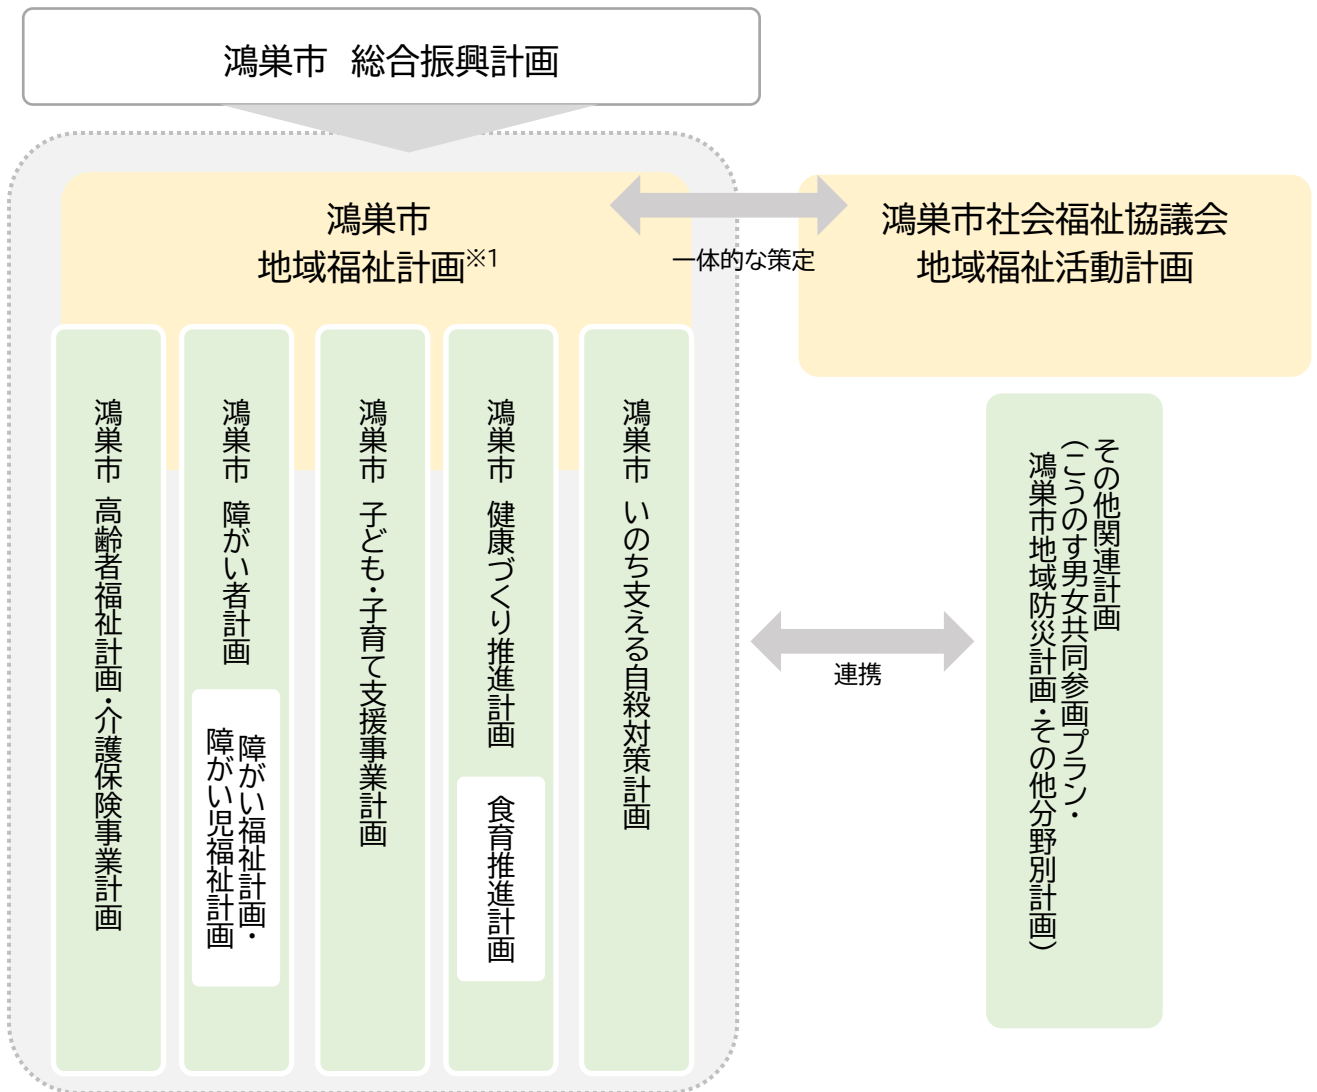 鴻巣市 総合振興計画
鴻巣市
地域福祉計画※1
一体的な策定
鴻巣市社会福祉協議会
地域福祉活動計画
鴻巣市 高齢者福祉計画・介護保険事業計画
鴻巣市 障がい者計画
障がい福祉計画・
障がい児福祉計画
鴻巣市 子ども・子育て支援事業計画
鴻巣市 健康づくり推進計画
食育推進計画
鴻巣市 いのち支える自殺対策計画
連携
その他関連計画
(こうのす男女共同参画プラン・
鴻巣市地域防災計画・その他分野別計画)